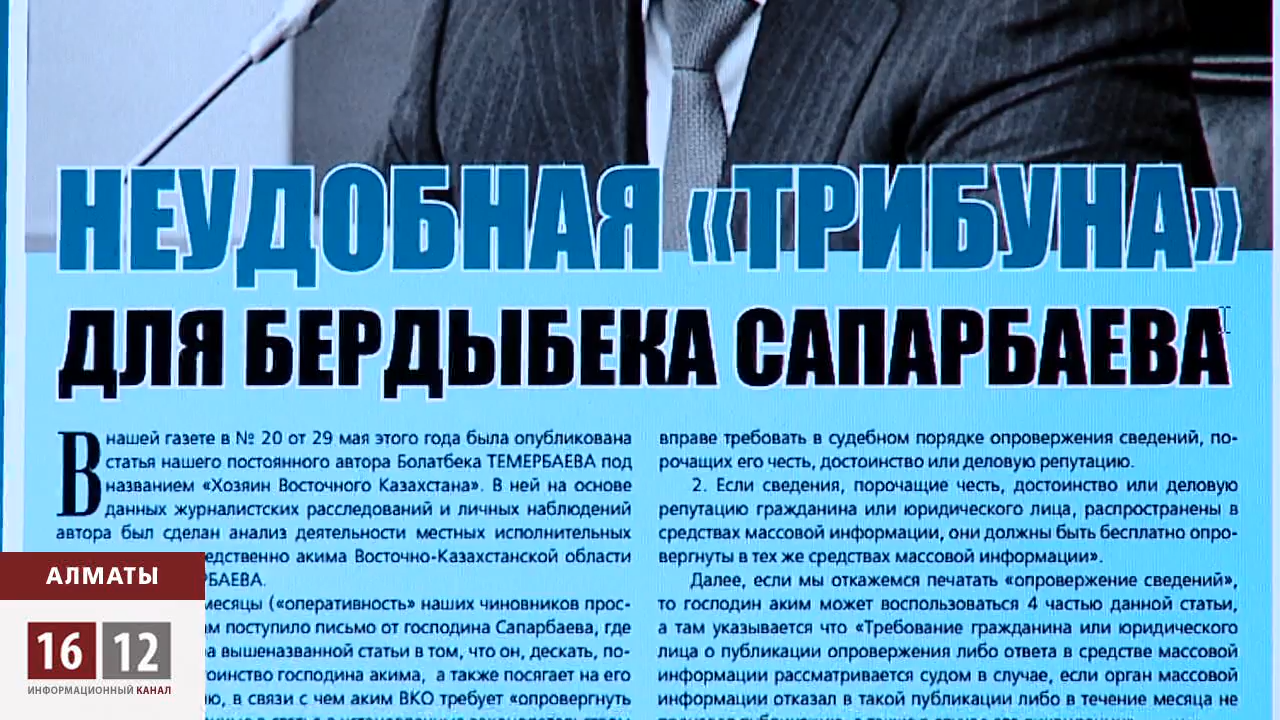 НЕУДОБНАЯ «ТРИБУНА»
ДЛЯ БЕРДЫБЕКА САПАРБАЕВА
В нашей газете в № 20 от 29 мая этого года была опубликована
статья нашего постоянного автора Болатбека ТЕМЕРБАЕВА под
названием «Хозяин Восточного Казахстана». В ней на основе
данных журналистских расследований и личных наблюдений
автора был сделан анализ деятельности местных исполнительных
едственно акима Восточно-Казахстанской области
РБАЕВА.
месяцы («оперативность» наших чиновников прос-
ам поступило письмо от господина Сапарбаева, где
ра вышеназванной статьи в том, что он, дескать, по-
тоинство господина акима, а также посягает на его
ю, в связи с чем аким ВКО требует «опровергнуть
вправе требовать в судебном порядке опровержения сведений, по-
рочащих его честь, достоинство или деловую репутацию.
2. Если сведения, порочащие честь, достоинство или деловую
репутацию гражданина или юридического лица, распространены в
средствах массовой информации, они должны быть бесплатно опро-
вергнуты в тех же средствах массовой информации».
Далее, если мы откажемся печатать «опровержение сведений»,
то господин аким может воспользоваться 4 частью данной статьи,
а там указывается что «Требование гражданина или юридического
лица о публикации опровержения либо ответа в средстве массовой
информации рассматривается судом в случае, если орган массовой
информации отказал в такой публикации либо в течение месяца не
АЛМАТЫ
16 12
ИНФОРМАЦИОННЫЙ КАНАЛ